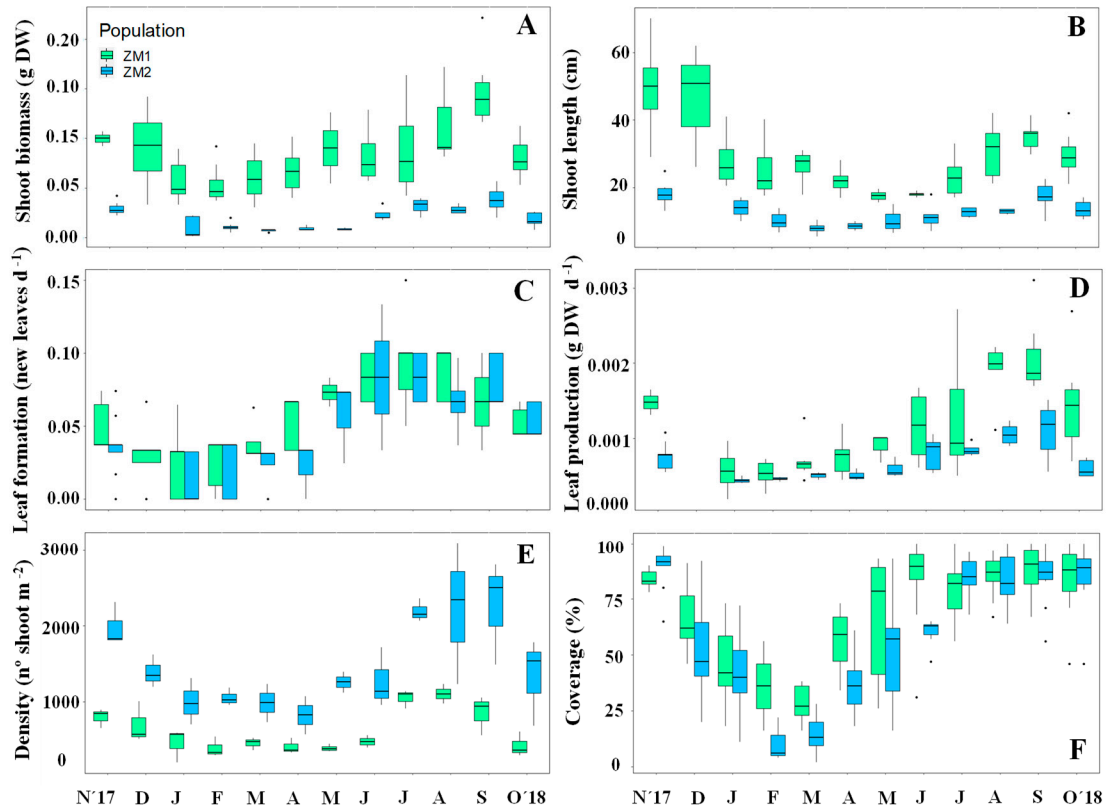 A
Population
ZM1
ZM2
Shoot biomass (g DW)
0.20
0.10
0.15
0.05
0.00
B
Shoot length (cm)
60
40
20
0
C
Leaf formation (new leaves d⁻¹)
0.15
0.10
0.05
0.00
D
Leaf production (g DW d⁻¹)
0.003
0.002
0.001
0.000
E
Density (nº shoot m⁻²)
3000
2000
1000
0
N´17 D J F M A M J J A S O´18
F
Coverage (%)
100
75
50
25
0
N´17 D J F M A M J J A S O´18